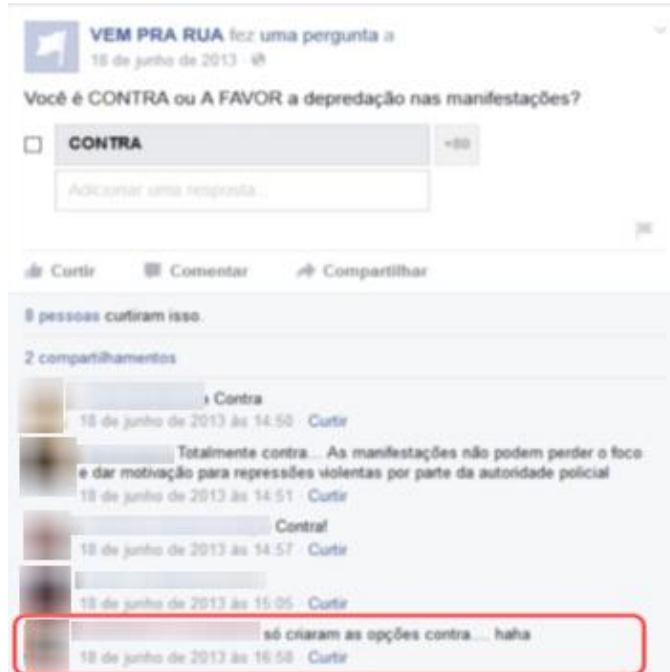 VEM PRA RUA fez uma pergunta a
18 de junho de 2013
Você é CONTRA ou A FAVOR a depredação nas manifestações?
CONTRA
Adicionar uma resposta...
Curtir Comentar Compartilhar
8 pessoas curtiram isso.
2 compartilhamentos
Contra
18 de junho de 2013 às 14:50 · Curtir
Totalmente contra... As manifestações não podem perder o foco
e dar motivação para repressões violentas por parte da autoridade policial
18 de junho de 2013 às 14:51 · Curtir
Contra!
18 de junho de 2013 às 14:57 · Curtir
18 de junho de 2013 às 15:05 · Curtir
só criaram as opções contra.... haha
18 de junho de 2013 às 16:58 · Curtir